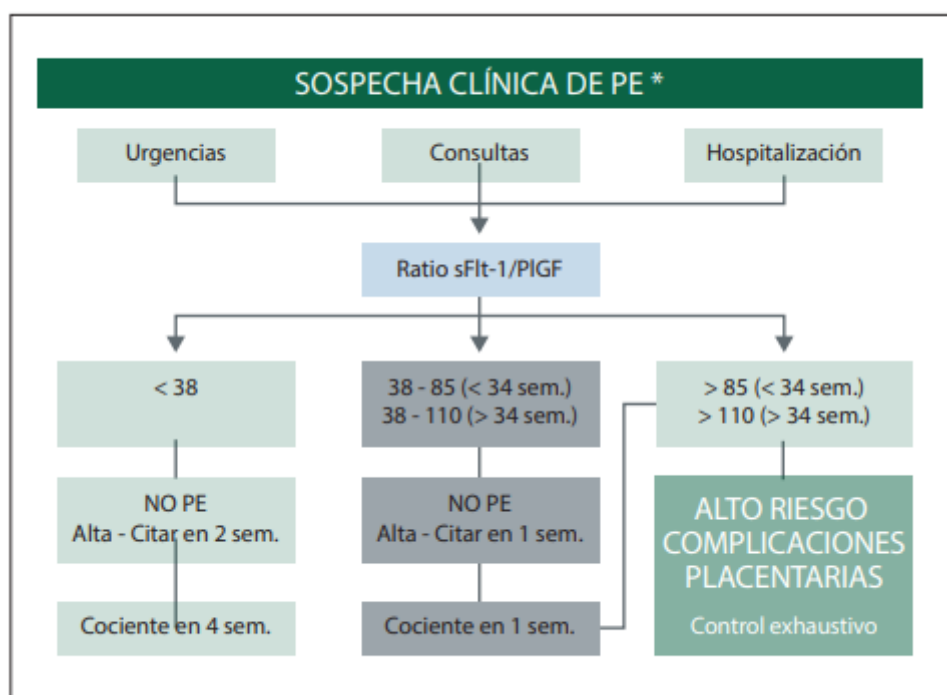 SOSPECHA CLÍNICA DE PE *
Urgencias
Consultas
Hospitalización
Ratio sFlt-1/PlGF
< 38
38 - 85 (< 34 sem.)
38 - 110 (> 34 sem.)
> 85 (< 34 sem.)
> 110 (> 34 sem.)
NO PE
Alta - Citar en 2 sem.
NO PE
Alta - Citar en 1 sem.
ALTO RIESGO
COMPLICACIONES
PLACENTARIAS
Control exhaustivo
Cociente en 4 sem.
Cociente en 1 sem.